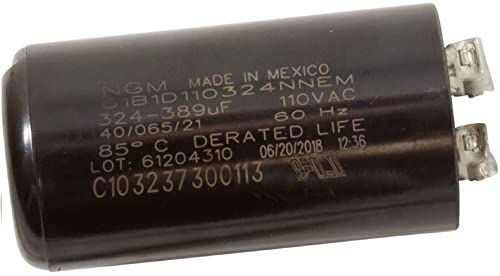 NGM MADE IN MEXICO
C1B1D110324NNEM
324-389uF 110VAC
40/065/21 60 Hz
85° C DERATED LIFE
LOT: 61204310 06/20/2018 12:36
C103237300113